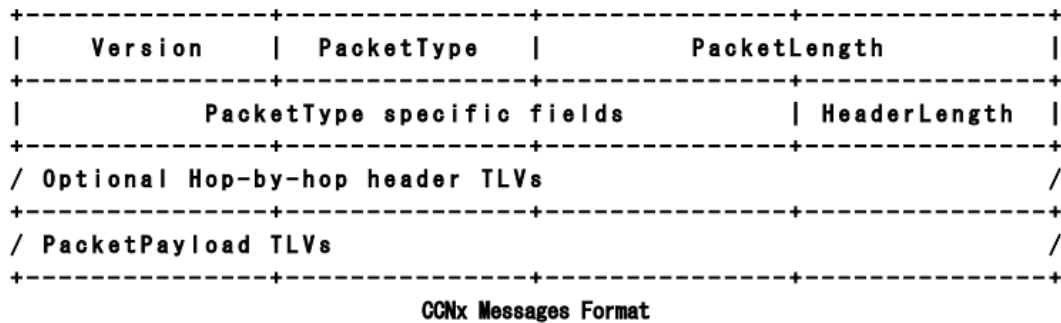 +---------------+---------------+---------------+---------------+
|    Version    |  PacketType   |         PacketLength          |
+---------------+---------------+---------------+---------------+
|           PacketType specific fields          | HeaderLength  |
+---------------+---------------+---------------+---------------+
/ Optional Hop-by-hop header TLVs                               /
+---------------+---------------+---------------+---------------+
/ PacketPayload TLVs                                            /
+---------------+---------------+---------------+---------------+
CCNx Messages Format